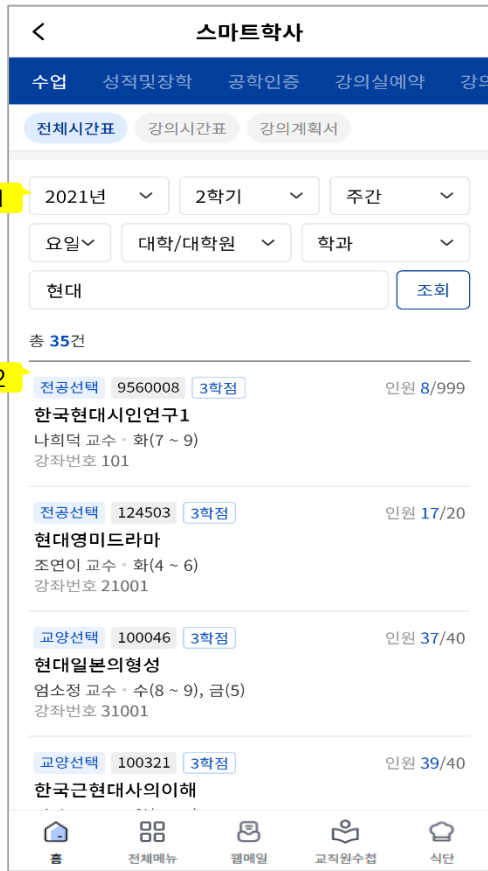 스마트학사
수업 성적및장학 공학인증 강의실예약 강의
전체시간표 강의시간표 강의계획서
1
2021년 2학기 주간
요일 대학/대학원 학과
현대 조회
총 35건
2
전공선택 9560008 3학점 인원 8/999
한국현대시인연구1
나희덕 교수 · 화(7 ~ 9)
강좌번호 101
전공선택 124503 3학점 인원 17/20
현대영미드라마
조연이 교수 · 화(4 ~ 6)
강좌번호 21001
교양선택 100046 3학점 인원 37/40
현대일본의형성
엄소정 교수 · 수(8 ~ 9), 금(5)
강좌번호 31001
교양선택 100321 3학점 인원 39/40
한국근현대사의이해
홈 전체메뉴 웹메일 교직원수첩 식단